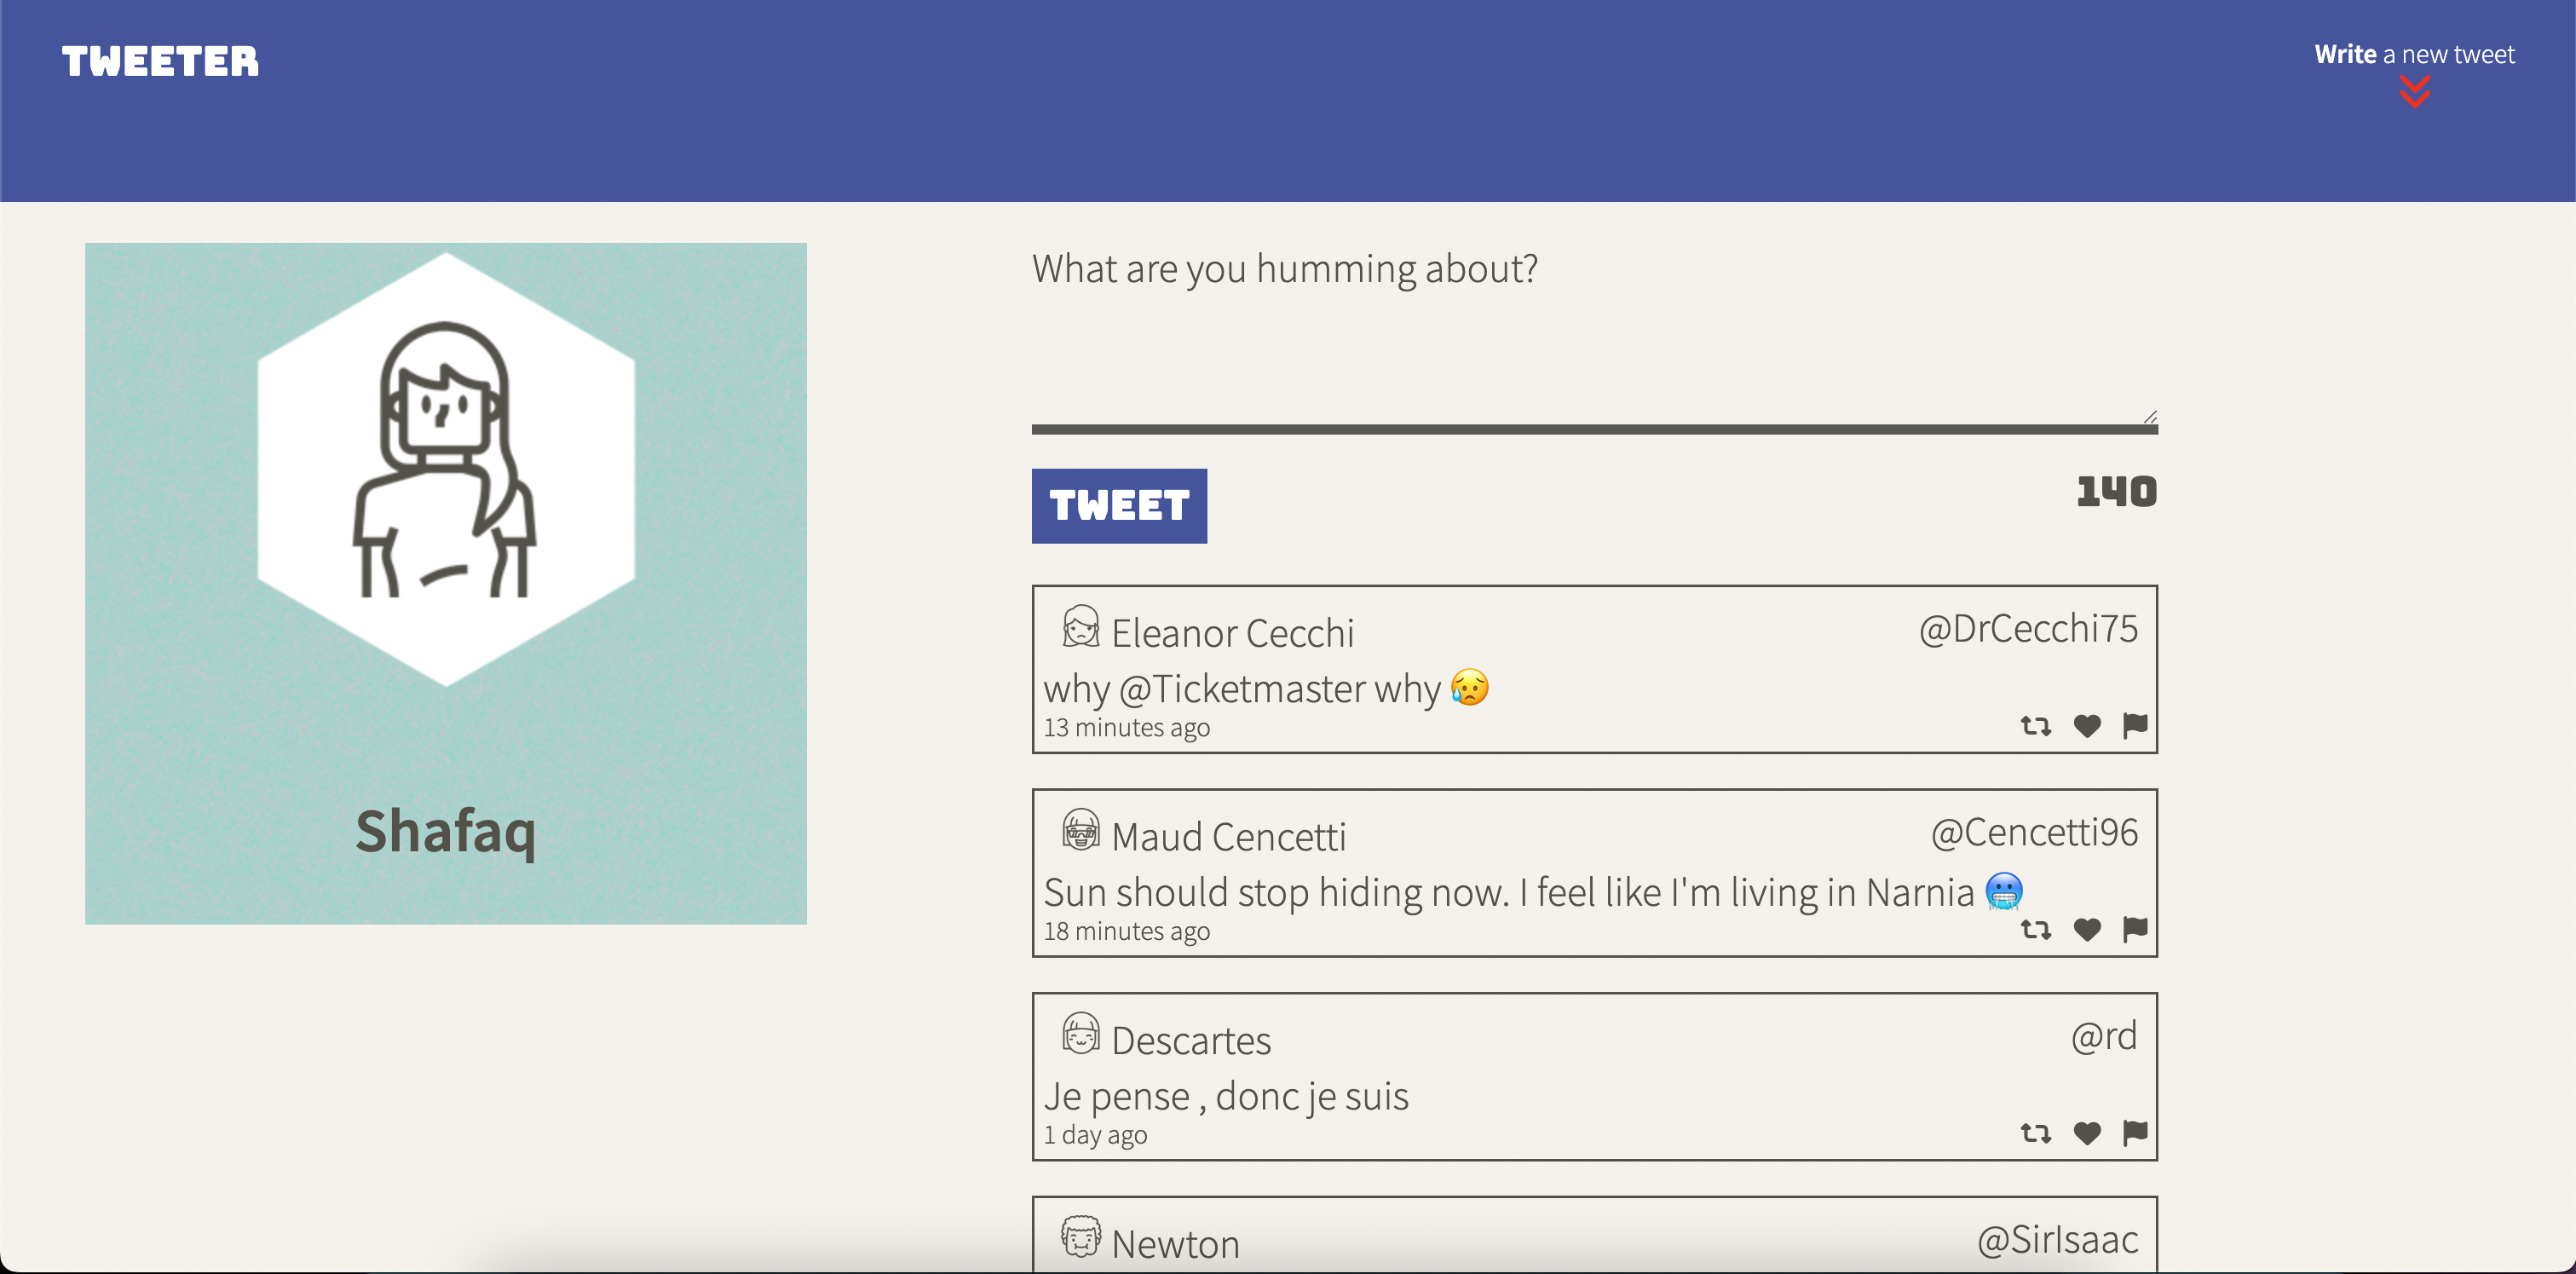 TWEETER
Write a new tweet
Shafaq
What are you humming about?
TWEET
140
Eleanor Cecchi
@DrCecchi75
why @Ticketmaster why 😥
13 minutes ago
Maud Cencetti
@Cencetti96
Sun should stop hiding now. I feel like I'm living in Narnia 🥶
18 minutes ago
Descartes
@rd
Je pense , donc je suis
1 day ago
Newton
@SirIsaac